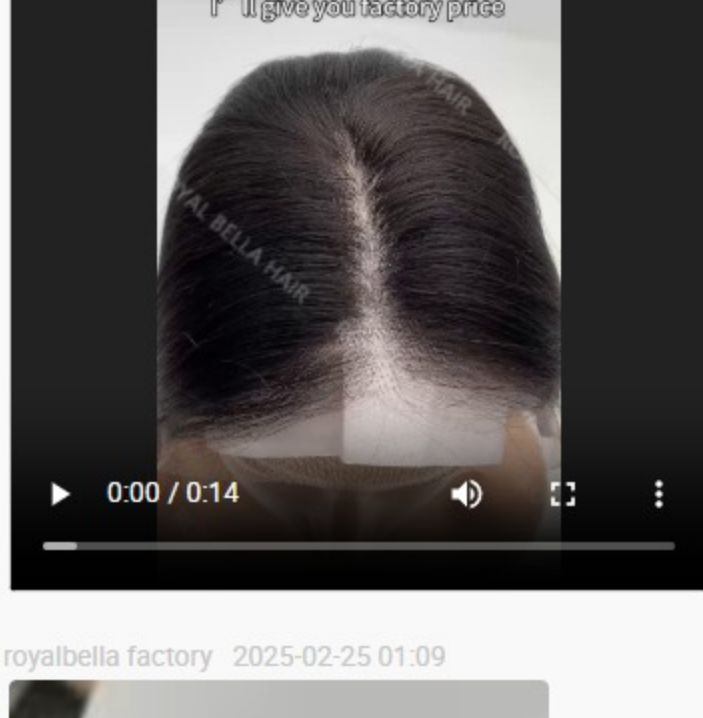 I’ll give you factory price
HAIR
ROYAL BELLA HAIR
0:00 / 0:14
royalbella factory 2025-02-25 01:09